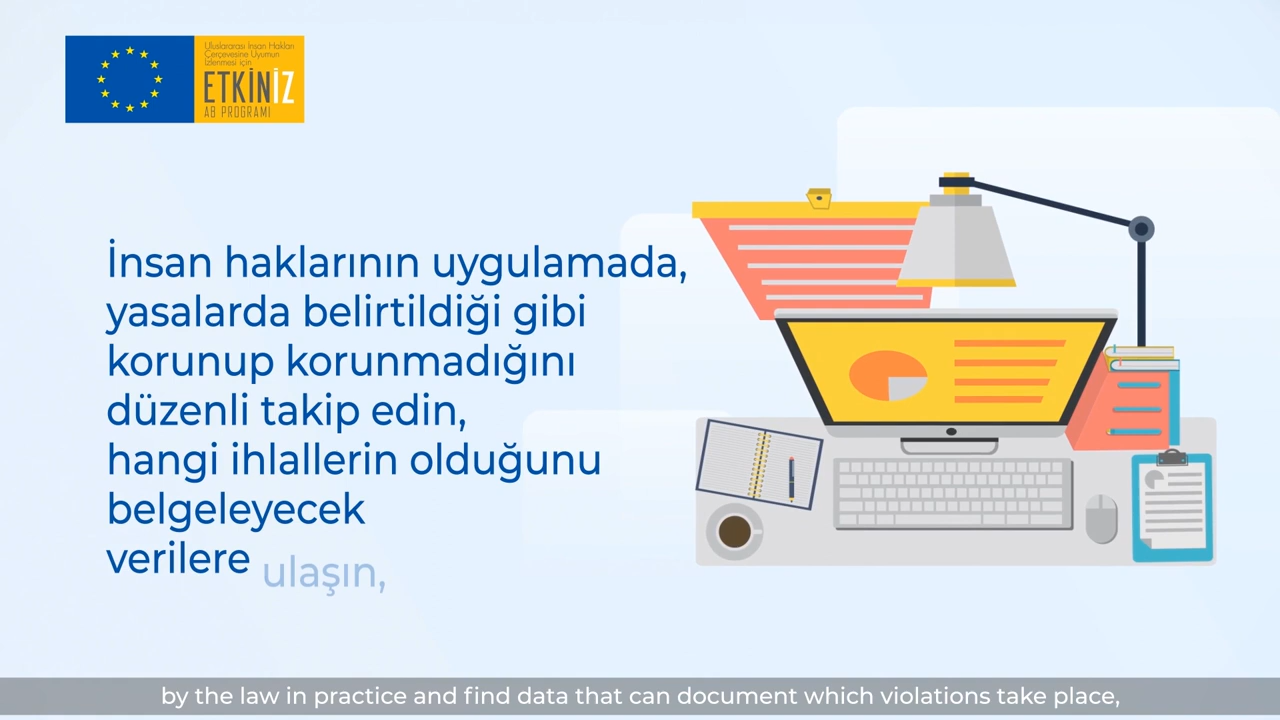 Uluslararası İnsan Hakları
Çerçevesine Uyumun
İzlenmesi için
ETKİNİZ
AB PROGRAMI
İnsan haklarının uygulamada,
yasalarda belirtildiği gibi
korunup korunmadığını
düzenli takip edin,
hangi ihlallerin olduğunu
belgeleyecek
verilere ulaşın,
by the law in practice and find data that can document which violations take place,